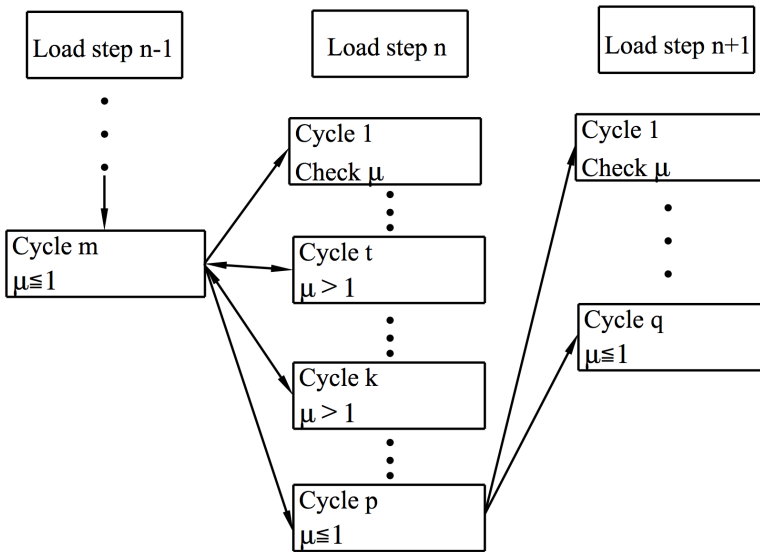 Load step n-1
Load step n
Load step n+1
Cycle m
μ≦1
Cycle 1
Check μ
Cycle t
μ > 1
Cycle k
μ > 1
Cycle p
μ≦1
Cycle 1
Check μ
Cycle q
μ≦1